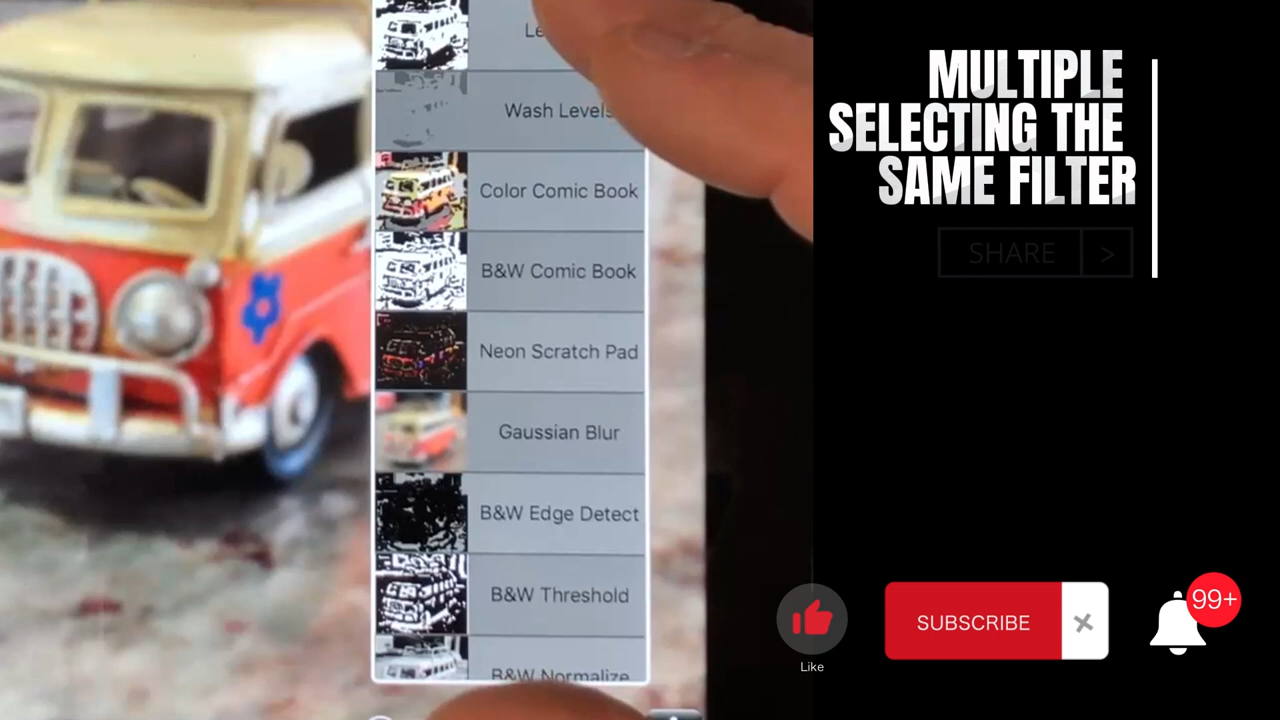 Wash Levels
Color Comic Book
B&W Comic Book
Neon Scratch Pad
Gaussian Blur
B&W Edge Detect
B&W Threshold
B&W Normalize
MULTIPLE
SELECTING THE
SAME FILTER
SHARE >
Like
SUBSCRIBE
99+